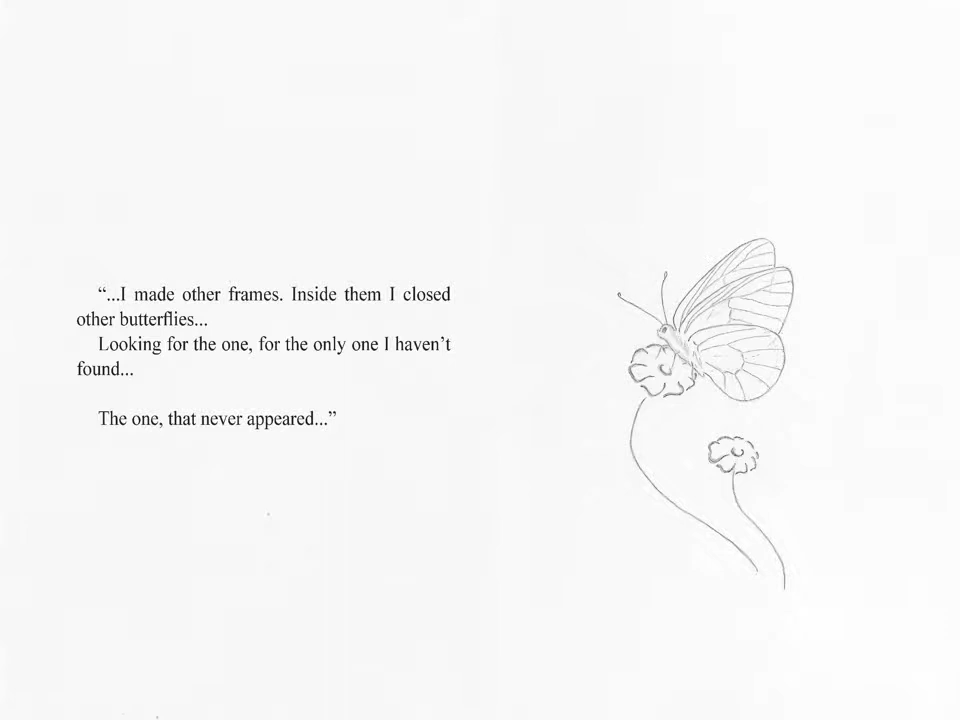 “...I made other frames. Inside them I closed
other butterflies...
Looking for the one, for the only one I haven’t
found...
The one, that never appeared...”